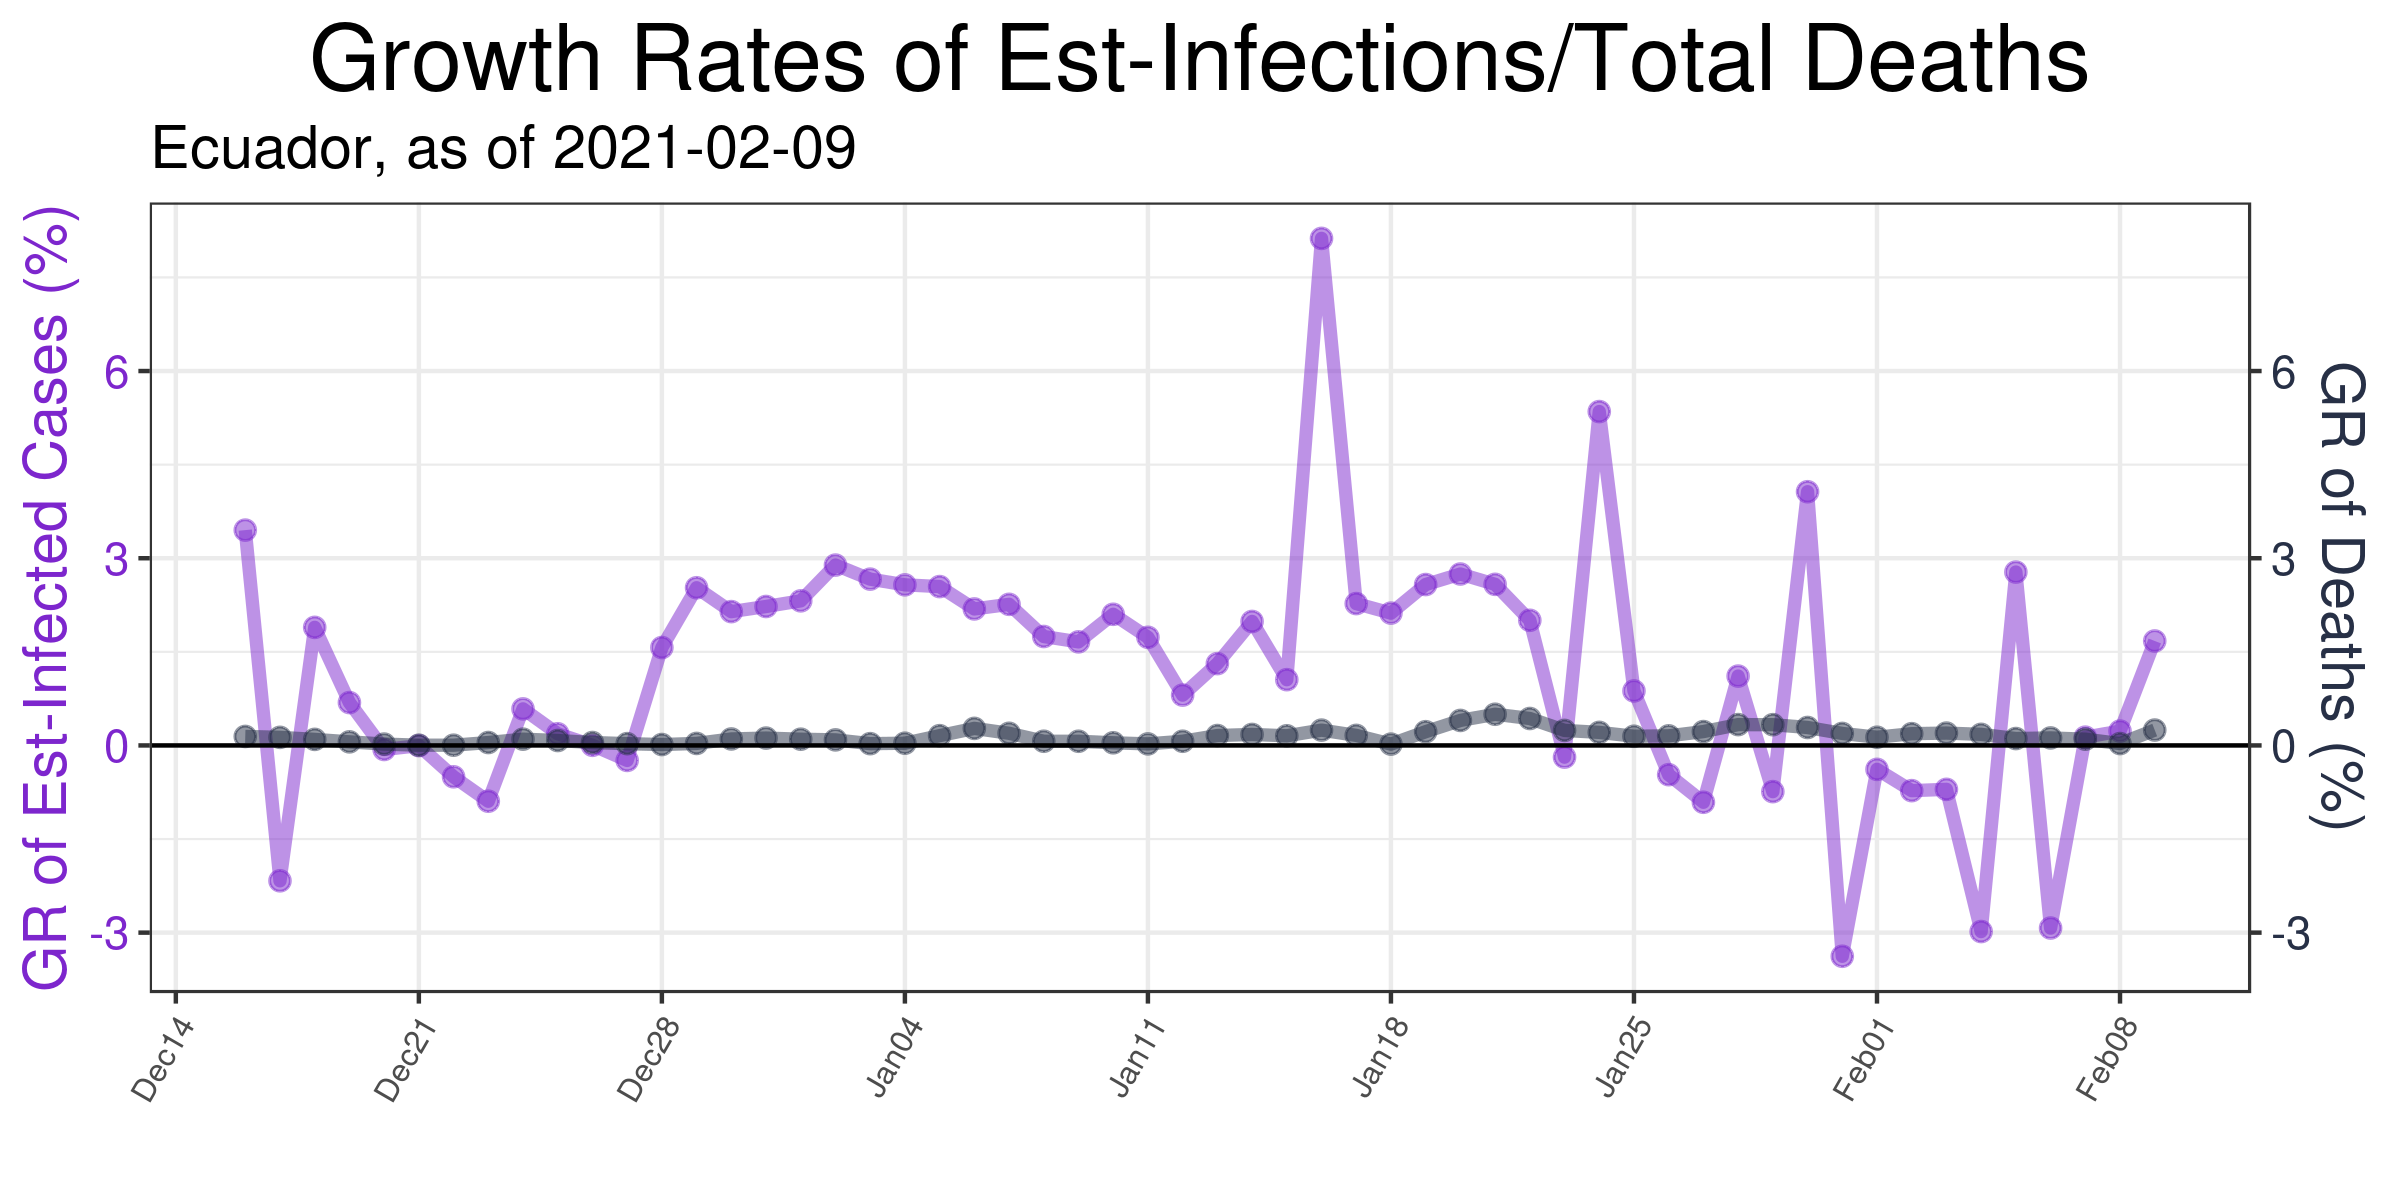 Growth Rates of Est-Infections/Total Deaths
Ecuador, as of 2021-02-09
GR of Est-Infected Cases (%)
6
3
0
-3
6
3
0
-3
GR of Deaths (%)
Dec14
Dec21
Dec28
Jan04
Jan11
Jan18
Jan25
Feb01
Feb08